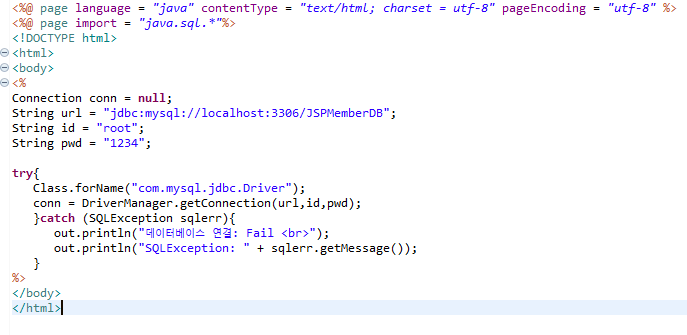 <%@ page language = "java" contentType = "text/html; charset = utf-8" pageEncoding = "utf-8" %>
<%@ page import = "java.sql.*"%>
<!DOCTYPE html>
<html>
<body>
<%
Connection conn = null;
String url = "jdbc:mysql://localhost:3306/JSPMemberDB";
String id = "root";
String pwd = "1234";
try{
Class.forName("com.mysql.jdbc.Driver");
conn = DriverManager.getConnection(url,id,pwd);
}catch (SQLException sqlerr){
out.println("데이터베이스 연결: Fail <br>");
out.println("SQLException: " + sqlerr.getMessage());
}
%>
</body>
</html>